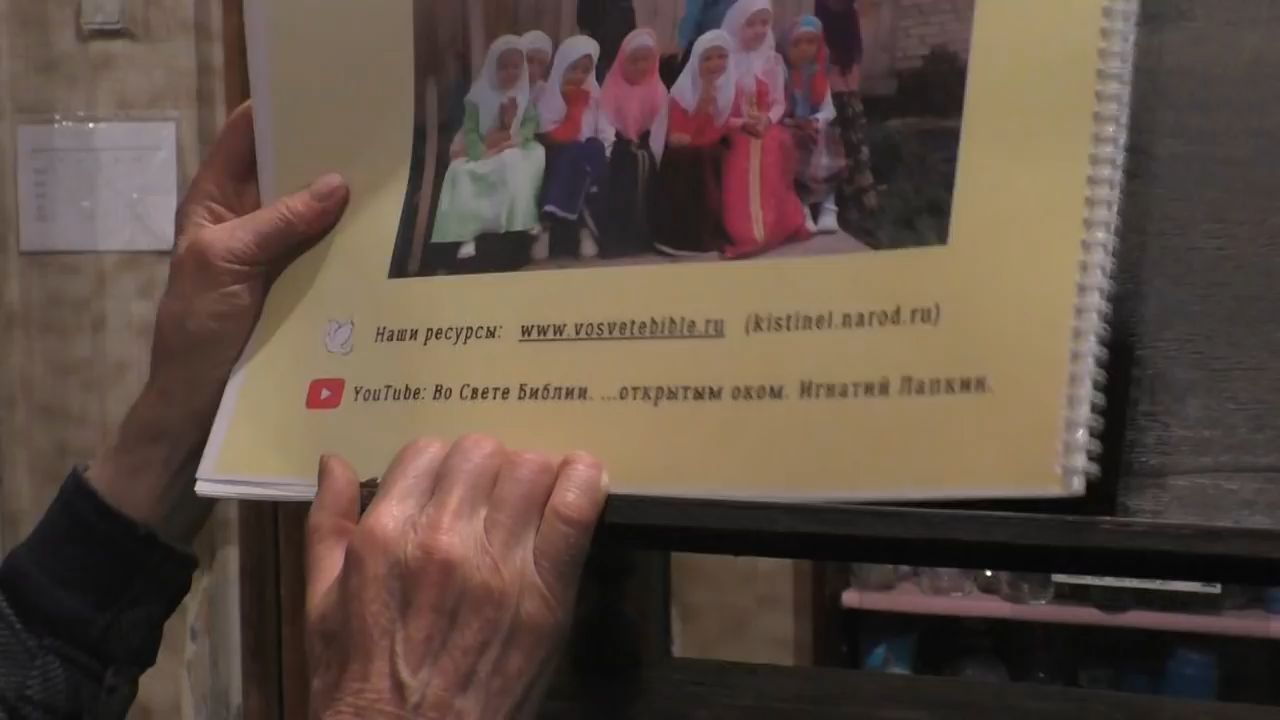 Наши ресурсы: www.vosvetebible.ru (kistinel.narod.ru)
YouTube: Во Свете Библии. ...открытым оком. Игнатий Лапкин.